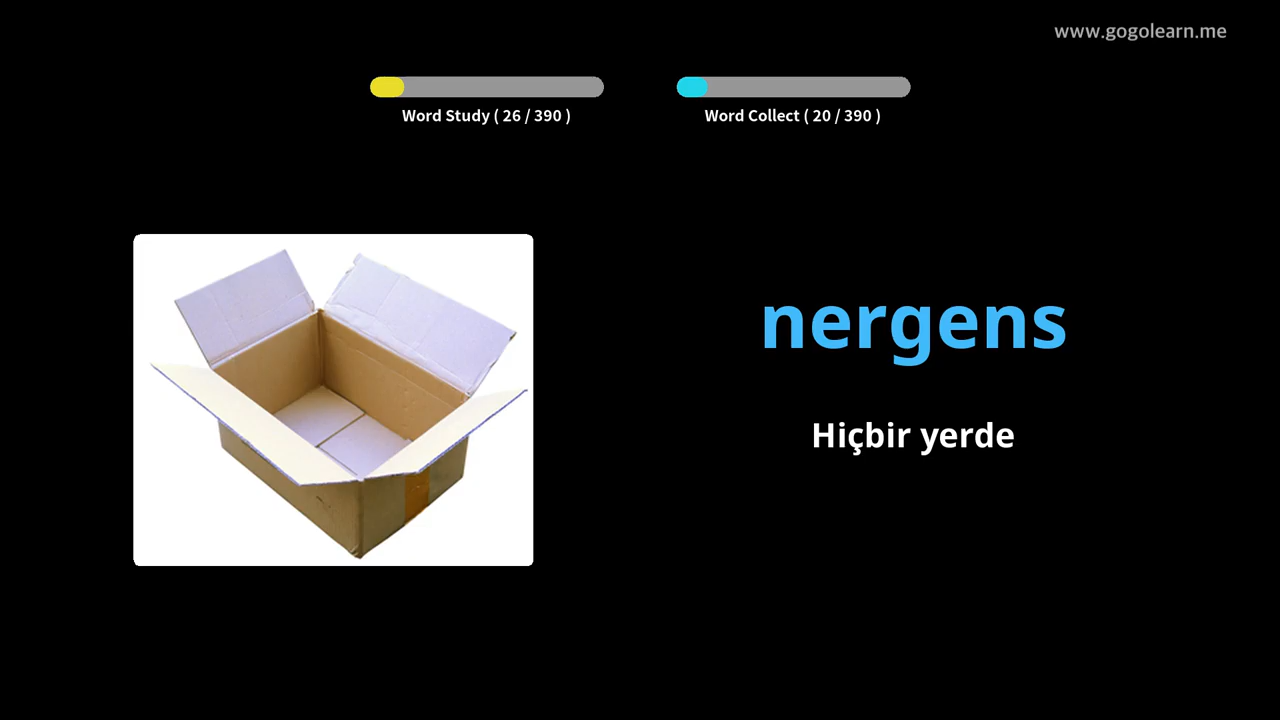 www.gogolearn.me
Word Study ( 26 / 390 )
Word Collect ( 20 / 390 )
nergens
Hiçbir yerde